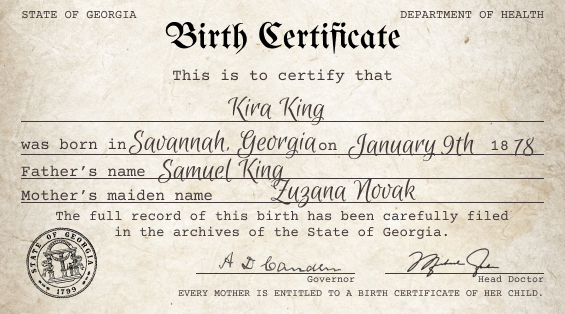 STATE OF GEORGIA
DEPARTMENT OF HEALTH
Birth Certificate
This is to certify that
Kira King
was born in Savannah, Georgia on January 9th 1878
Father's name Samuel King
Mother's maiden name Zuzana Novak
The full record of this birth has been carefully filed
in the archives of the State of Georgia.
STATE OF GEORGIA
1799
Governor
Head Doctor
EVERY MOTHER IS ENTITLED TO A BIRTH CERTIFICATE OF HER CHILD.